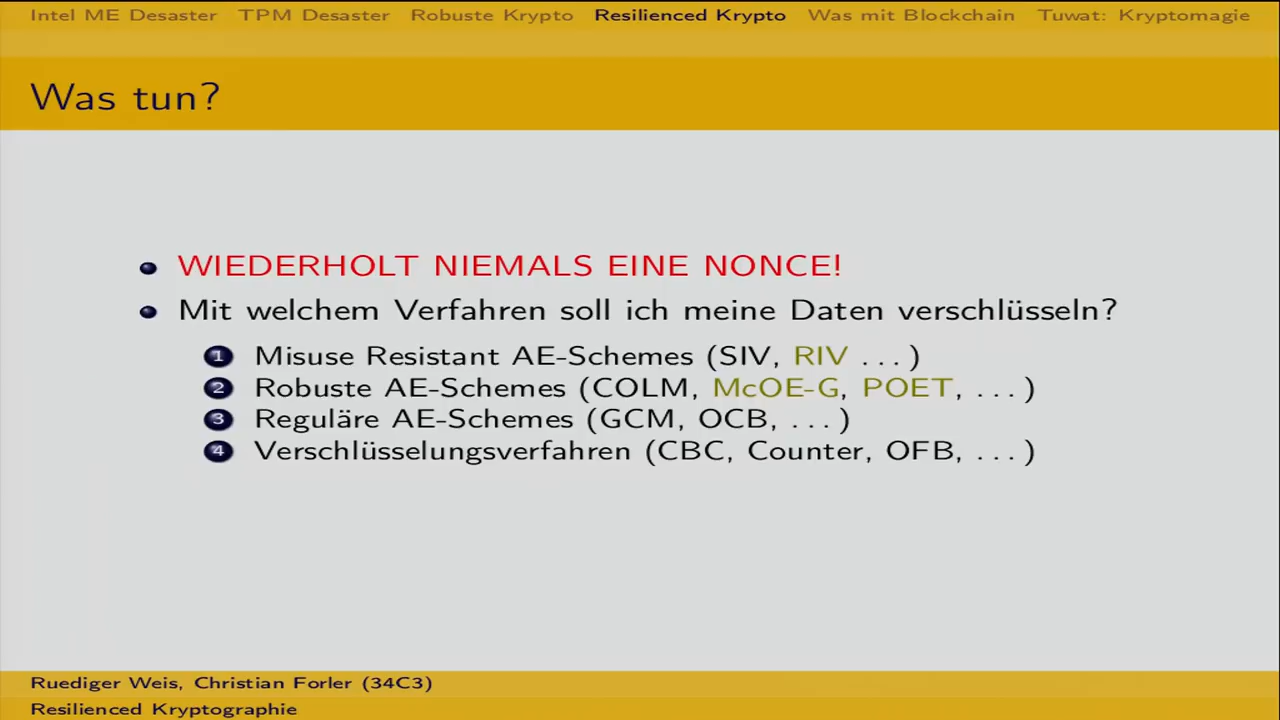 Intel ME Desaster TPM Desaster Robuste Krypto Resilienced Krypto Was mit Blockchain Tuwat: Kryptomagie
Was tun?
WIEDERHOLT NIEMALS EINE NONCE!
Mit welchem Verfahren soll ich meine Daten verschlüsseln?
1 Misuse Resistant AE-Schemes (SIV, RIV ...)
2 Robuste AE-Schemes (COLM, McOE-G, POET, ...)
3 Reguläre AE-Schemes (GCM, OCB, ...)
4 Verschlüsselungsverfahren (CBC, Counter, OFB, ...)
Ruediger Weis, Christian Forler (34C3)
Resilienced Kryptographie